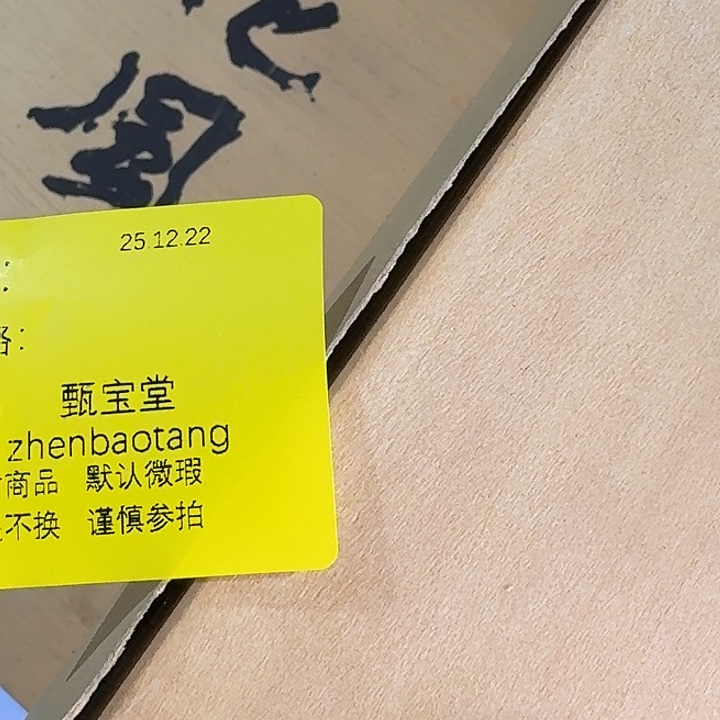 风
25.12.22
:
甄宝堂
zhenbaotang
商品 默认微瑕
不换 谨慎参拍